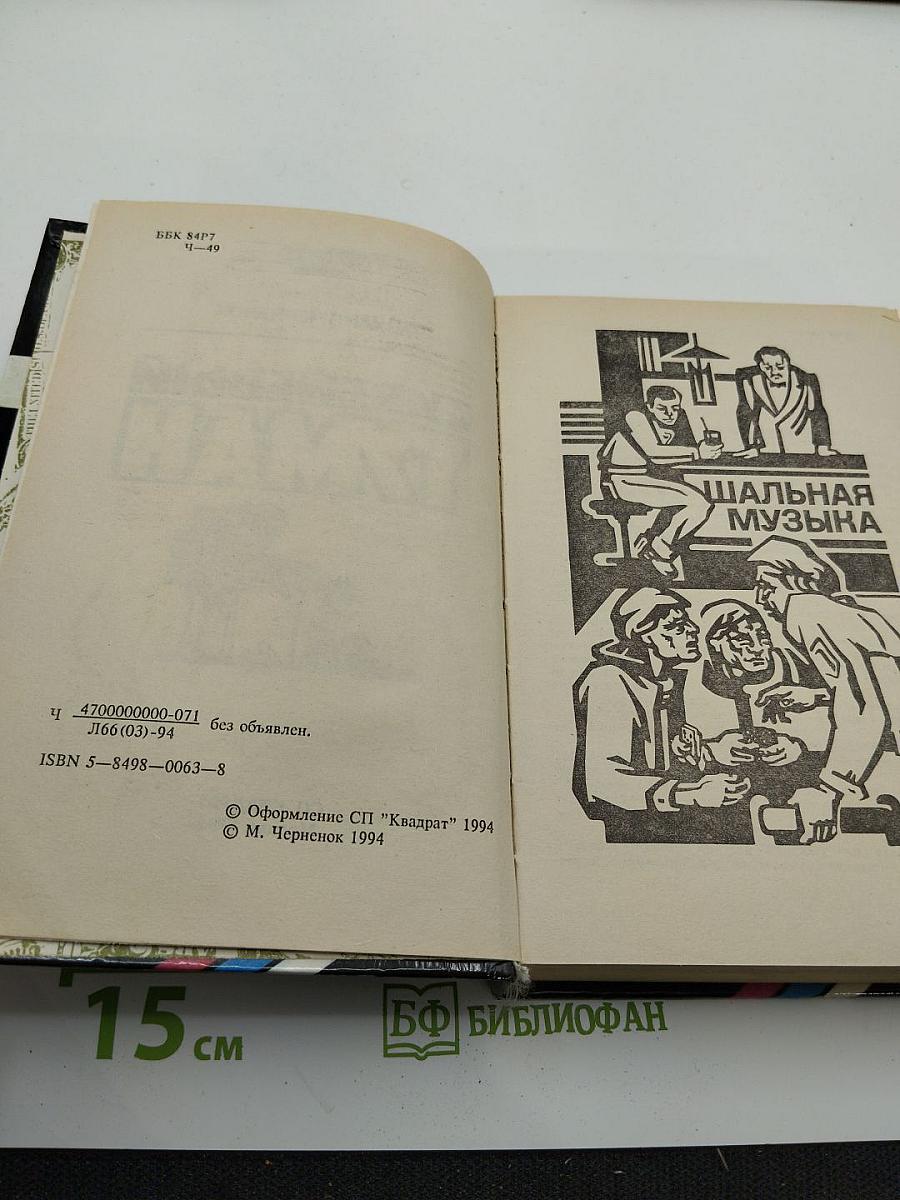 ББК 84Р7
Ч—49
Ч 4700000000-071 без объявлен.
Л66(03)-94
ISBN 5—8498—0063—8
© Оформление СП "Квадрат" 1994
© М. Черненок 1994
ШАЛЬНАЯ
МУЗЫКА
15 см
БФ БИБЛИОФАН